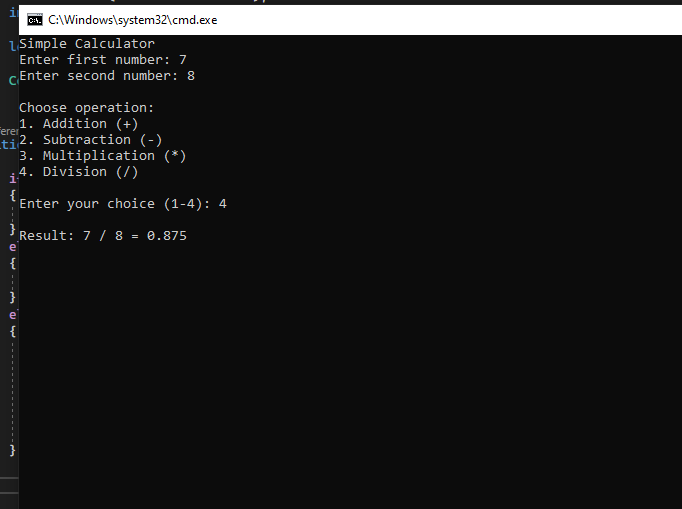 C:\Windows\system32\cmd.exe
Simple Calculator
Enter first number: 7
Enter second number: 8
Choose operation:
1. Addition (+)
2. Subtraction (-)
3. Multiplication (*)
4. Division (/)
Enter your choice (1-4): 4
Result: 7 / 8 = 0.875
{
}
{
}
{
}